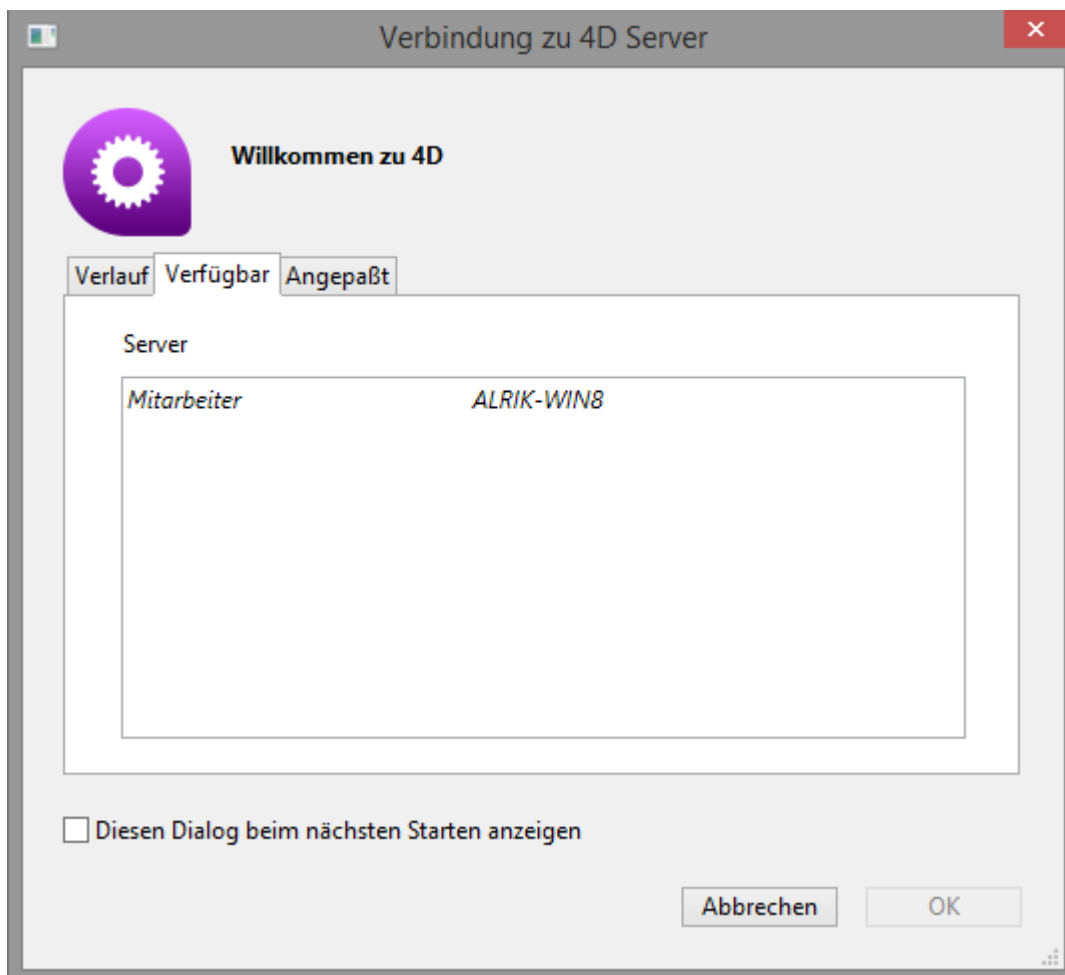 Verbindung zu 4D Server
Willkommen zu 4D
Verlauf Verfügbar Angepaßt
Server
Mitarbeiter ALRIK-WIN8
Diesen Dialog beim nächsten Starten anzeigen
Abbrechen OK